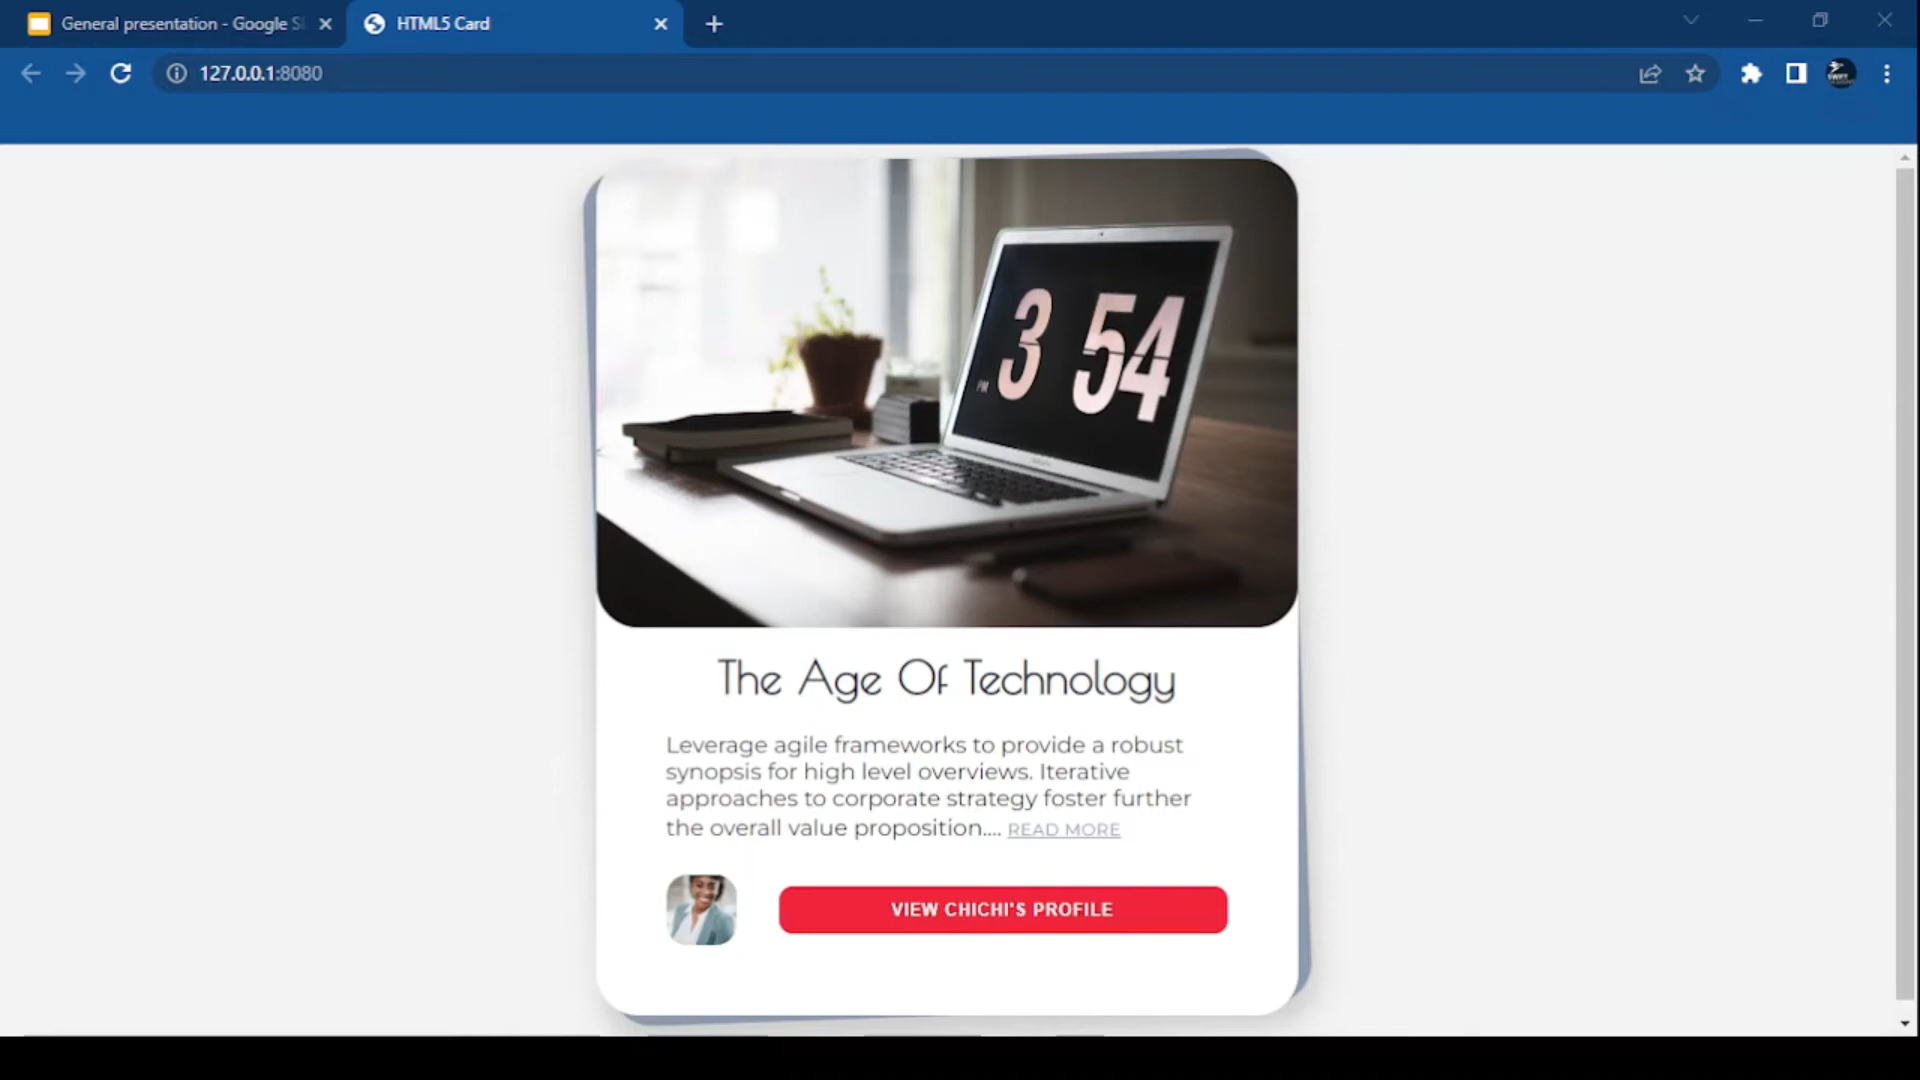 General presentation - Google S
HTML5 Card
127.0.0.1:8080
3 54
PM
The Age Of Technology
Leverage agile frameworks to provide a robust
synopsis for high level overviews. Iterative
approaches to corporate strategy foster further
the overall value proposition.... READ MORE
VIEW CHICHI'S PROFILE